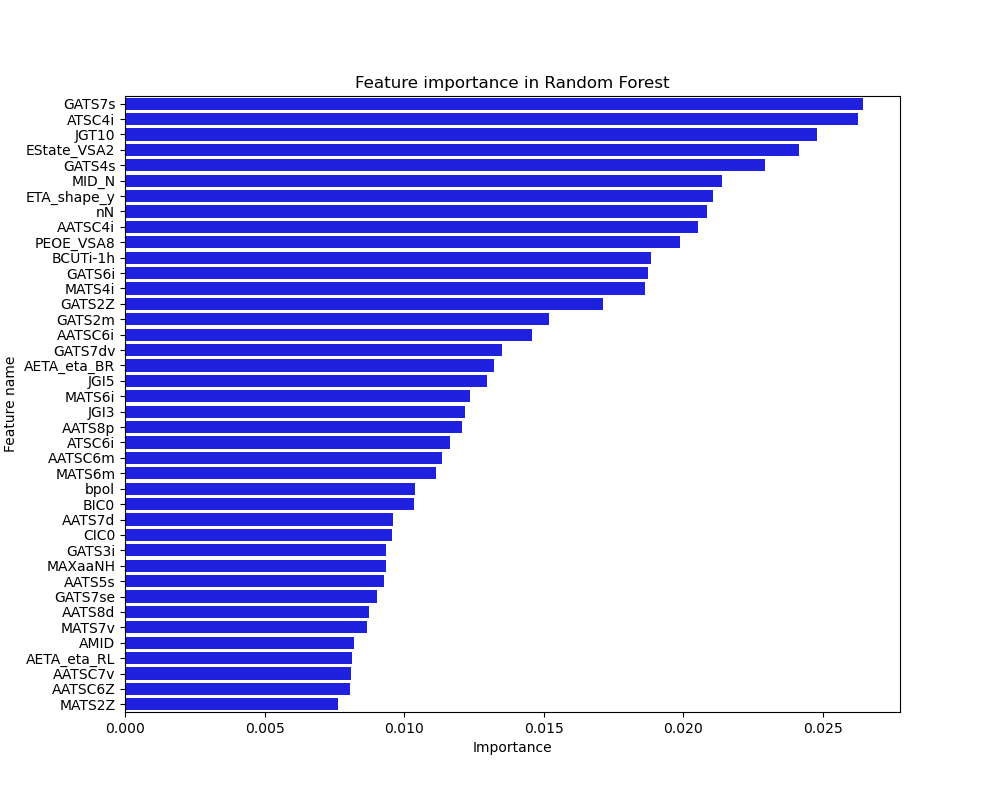 Feature importance in Random Forest
GATS7s
ATSC4i
JGT10
EState_VSA2
GATS4s
MID_N
ETA_shape_y
nN
AATSC4i
PEOE_VSA8
BCUTi-1h
GATS6i
MATS4i
GATS2Z
GATS2m
AATSC6i
GATS7dv
AETA_eta_BR
JGI5
MATS6i
JGI3
AATS8p
ATSC6i
AATSC6m
MATS6m
bpol
BIC0
AATS7d
CIC0
GATS3i
MAXaaNH
AATS5s
GATS7se
AATS8d
MATS7v
AMID
AETA_eta_RL
AATSC7v
AATSC6Z
MATS2Z
Feature name
0.000 0.005 0.010 0.015 0.020 0.025
Importance